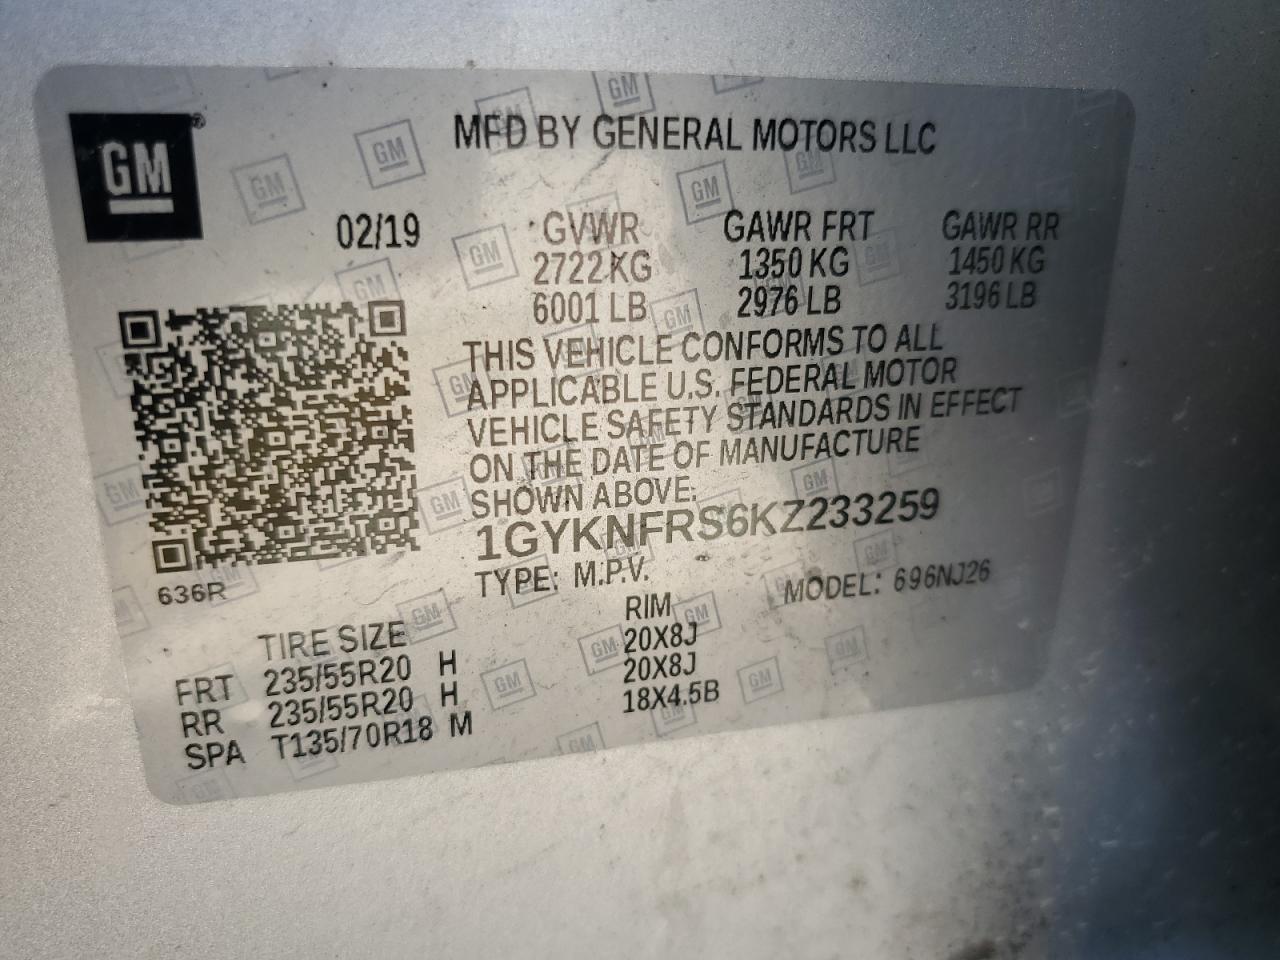 GM
MFD BY GENERAL MOTORS LLC
02/19
GVWR GAWR FRT GAWR RR
2722 KG 1350 KG 1450 KG
6001 LB 2976 LB 3196 LB
THIS VEHICLE CONFORMS TO ALL
APPLICABLE U.S. FEDERAL MOTOR
VEHICLE SAFETY STANDARDS IN EFFECT
ON THE DATE OF MANUFACTURE
SHOWN ABOVE.
1GYKNFRS6KZ233259
636R
TYPE: M.P.V. MODEL: 696NJ26
TIRE SIZE RIM
FRT 235/55R20 H 20X8J
RR 235/55R20 H 20X8J
SPA T135/70R18 M 18X4.5B